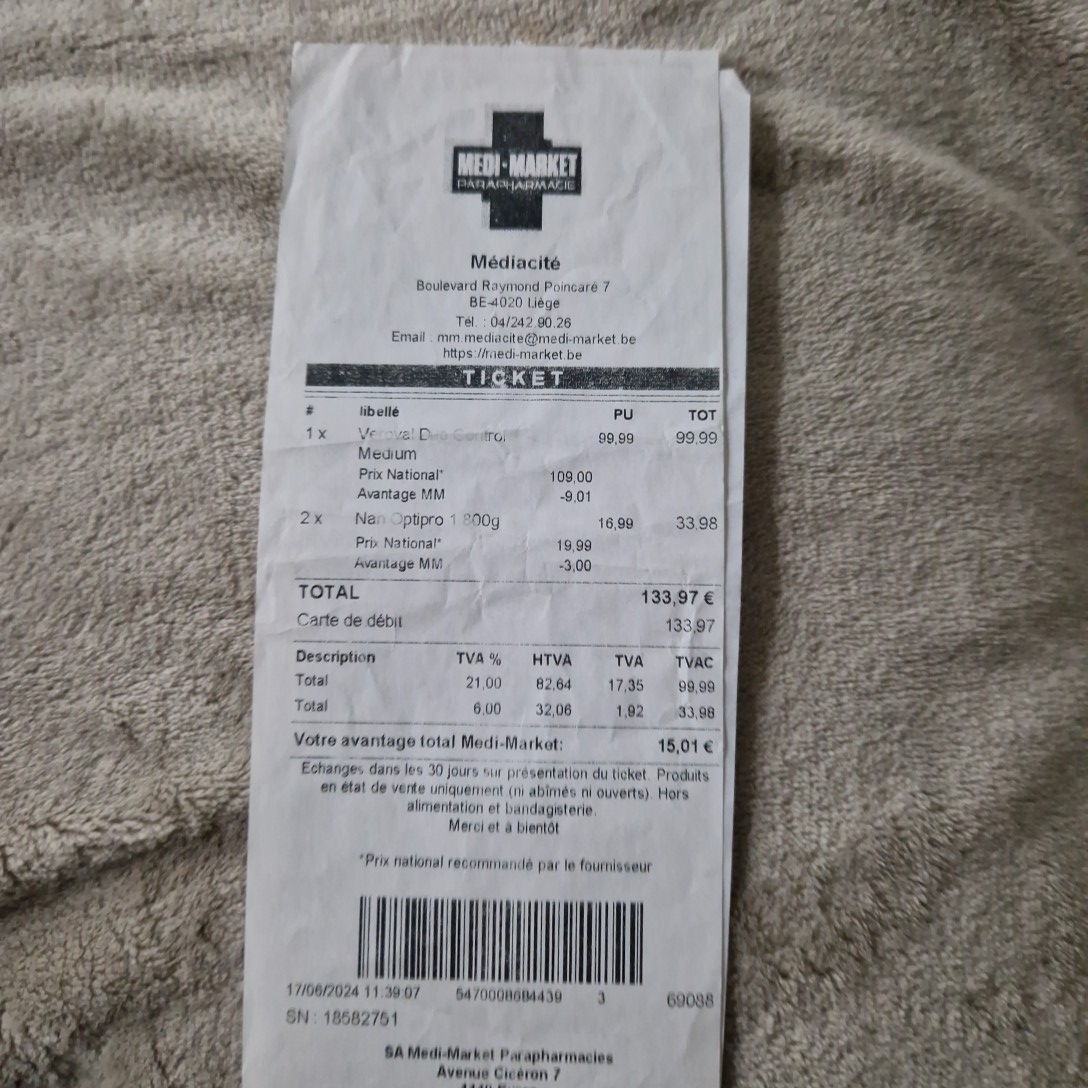 MEDI-MARKET
PARAPHARMACIE
Médiacité
Boulevard Raymond Poincaré 7
BE-4020 Liège
Tél. : 04/242.90.26
Email : mm.mediacite@medi-market.be
https://medi-market.be
TICKET
# libellé PU TOT
1 x Veroval Duo Control 99,99 99,99
Medium
Prix National* 109,00
Avantage MM -9,01
2 x Nan Optipro 1 800g 16,99 33,98
Prix National* 19,99
Avantage MM -3,00
TOTAL 133,97 €
Carte de débit 133,97
Description TVA % HTVA TVA TVAC
Total 21,00 82,64 17,35 99,99
Total 6,00 32,06 1,92 33,98
Votre avantage total Medi-Market: 15,01 €
Echanges dans les 30 jours sur présentation du ticket. Produits
en état de vente uniquement (ni abîmés ni ouverts). Hors
alimentation et bandagisterie.
Merci et à bientôt
*Prix national recommandé par le fournisseur
17/06/2024 11:39:07 5470008684439 3 69088
SN : 18582751
SA Medi-Market Parapharmacies
Avenue Cicéron 7